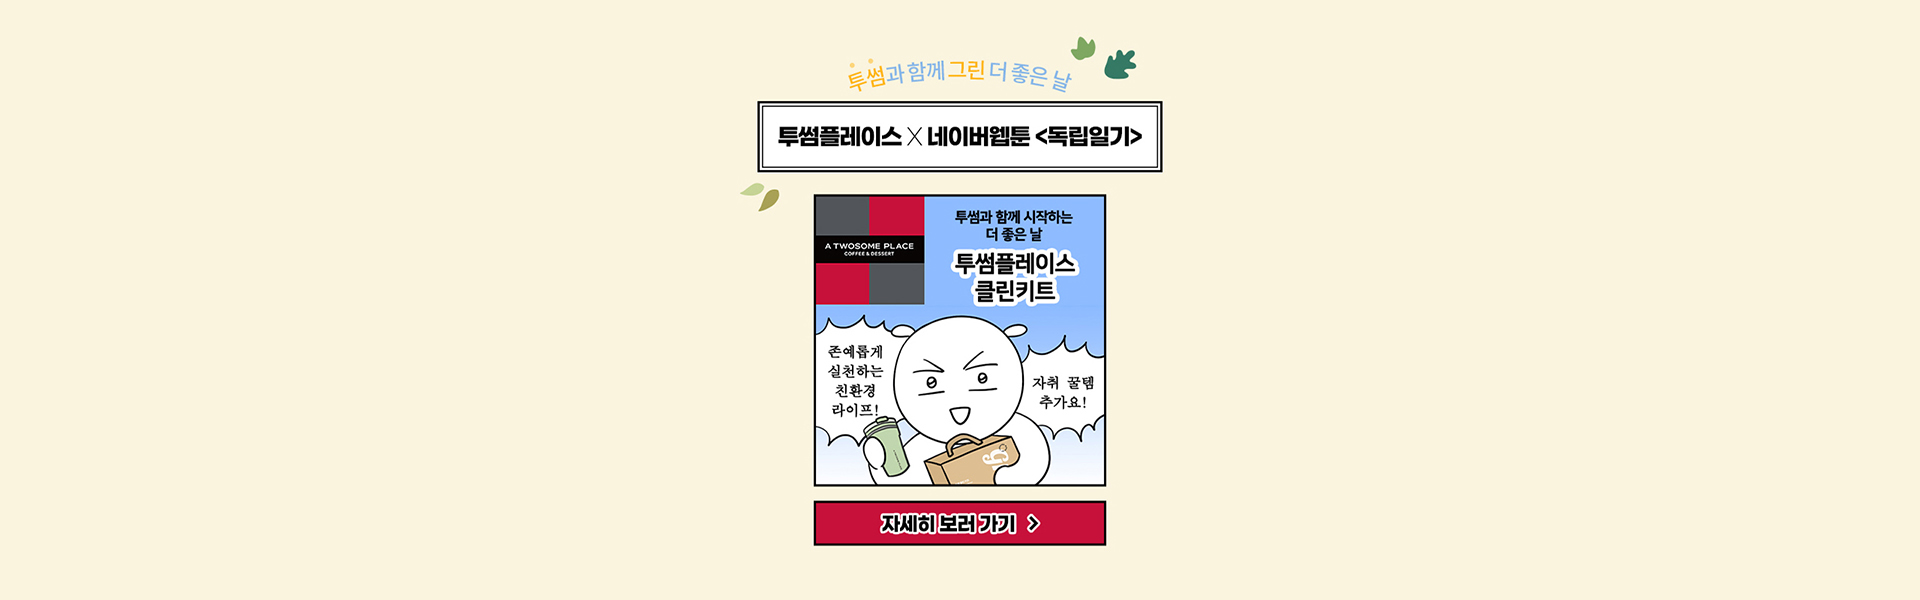 투썸과 함께 그린 더 좋은 날
투썸플레이스 X 네이버웹툰 <독립일기>
A TWOSOME PLACE
COFFEE & DESSERT
투썸과 함께 시작하는
더 좋은 날
투썸플레이스
클린키트
존예롭게
실천하는
친환경
라이프!
자취 꿀템
추가요!
자세히 보러 가기 >